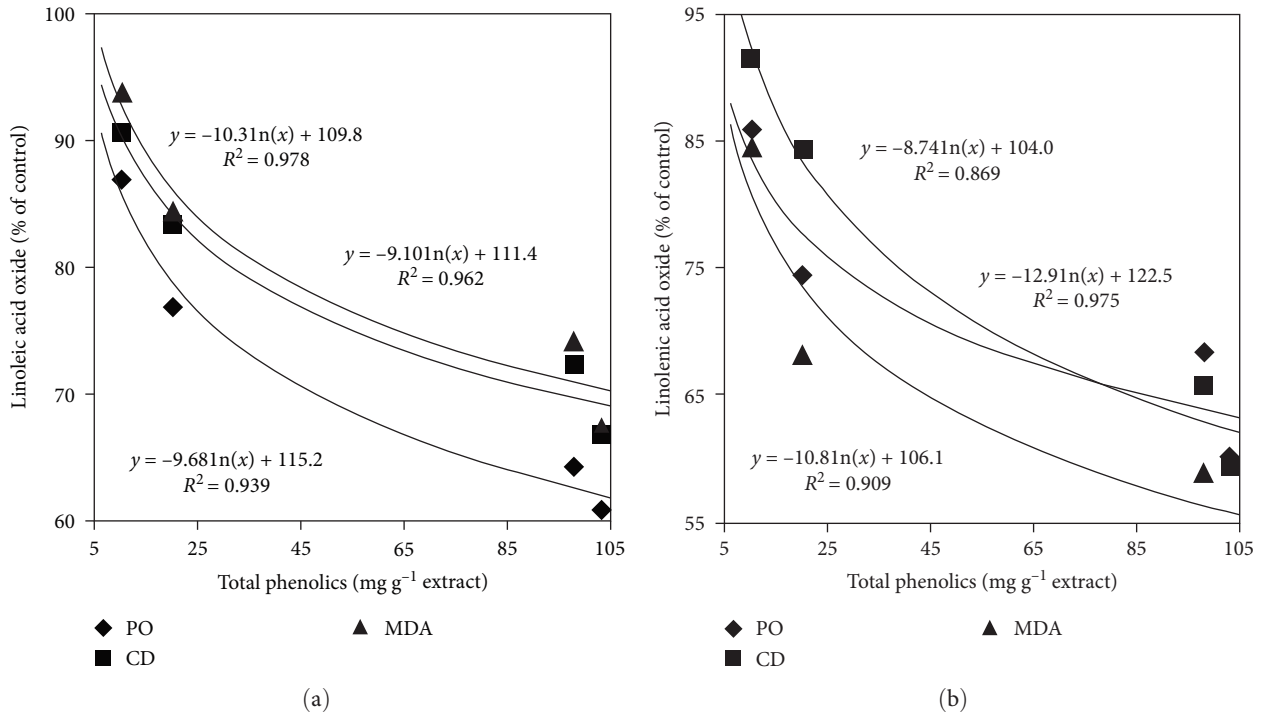 100
90
80
70
60
Linoleic acid oxide (% of control)
y = –10.31n(x) + 109.8
R² = 0.978
y = –9.101n(x) + 111.4
R² = 0.962
y = –9.681n(x) + 115.2
R² = 0.939
5 25 45 65 85 105
Total phenolics (mg g⁻¹ extract)
PO
MDA
CD
(a)
95
85
75
65
55
Linolenic acid oxide (% of control)
y = –8.741n(x) + 104.0
R² = 0.869
y = –12.91n(x) + 122.5
R² = 0.975
y = –10.81n(x) + 106.1
R² = 0.909
5 25 45 65 85 105
Total phenolics (mg g⁻¹ extract)
PO
MDA
CD
(b)